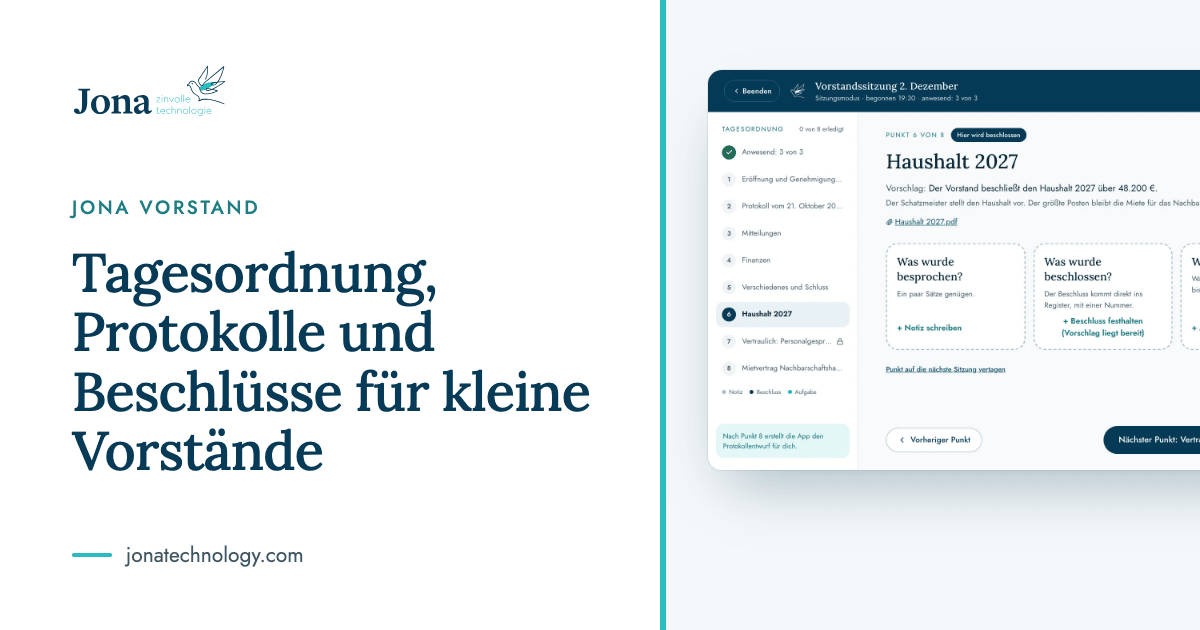 Jona zinvolle
technologie
JONA VORSTAND
Tagesordnung,
Protokolle und
Beschlüsse für kleine
Vorstände
jonatechnology.com
Beenden
Vorstandssitzung 2. Dezember
Sitzungsmodus · begonnen 19:30 · anwesend: 3 von 3
TAGESORDNUNG 0 von 8 erledigt
Anwesend: 3 von 3
1 Eröffnung und Genehmigung…
2 Protokoll vom 21. Oktober 20…
3 Mitteilungen
4 Finanzen
5 Verschiedenes und Schluss
6 Haushalt 2027
7 Vertraulich: Personalgespr…
8 Mietvertrag Nachbarschaftsha…
Notiz Beschluss Aufgabe
Nach Punkt 8 erstellt die App den
Protokollentwurf für dich.
PUNKT 6 VON 8 Hier wird beschlossen
Haushalt 2027
Vorschlag: Der Vorstand beschließt den Haushalt 2027 über 48.200 €.
Der Schatzmeister stellt den Haushalt vor. Der größte Posten bleibt die Miete für das Nachba
Haushalt 2027.pdf
Was wurde
besprochen?
Ein paar Sätze genügen.
+ Notiz schreiben
Was wurde
beschlossen?
Der Beschluss kommt direkt ins
Register, mit einer Nummer.
+ Beschluss festhalten
(Vorschlag liegt bereit)
W
We
bis
+
Punkt auf die nächste Sitzung vertagen
Vorheriger Punkt
Nächster Punkt: Vertra